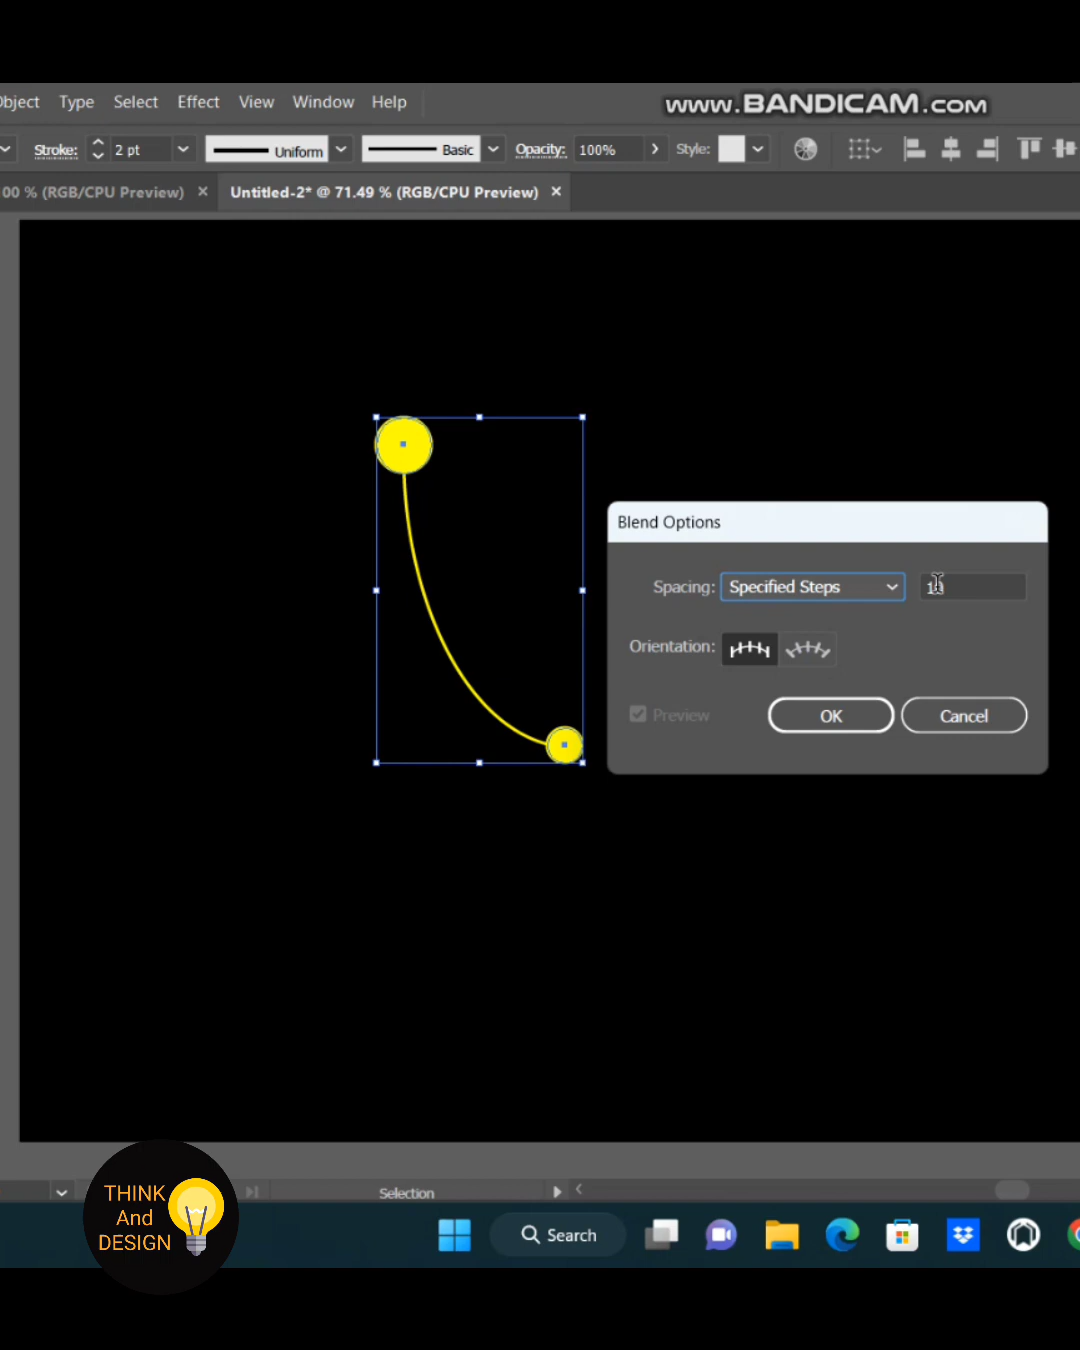 Object Type Select Effect View Window Help
www.BANDICAM.com
Stroke: 2 pt Uniform Basic Opacity: 100% Style:
00 % (RGB/CPU Preview) × Untitled-2* @ 71.49 % (RGB/CPU Preview) ×
Blend Options
Spacing: Specified Steps
Orientation:
Preview OK Cancel
Selection
THINK
And
DESIGN
Search